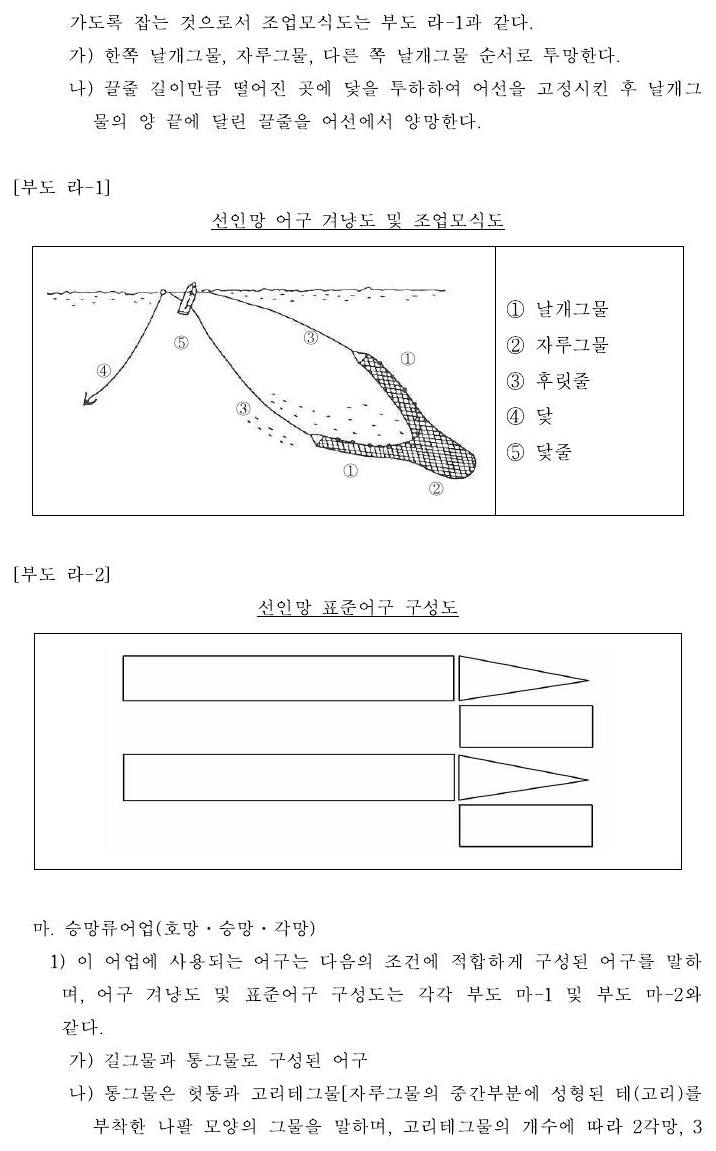 가도록 잡는 것으로서 조업모식도는 부도 라-1과 같다.
가) 한쪽 날개그물, 자루그물, 다른 쪽 날개그물 순서로 투망한다.
나) 끌줄 길이만큼 떨어진 곳에 닻을 투하하여 어선을 고정시킨 후 날개그
물의 양 끝에 달린 끌줄을 어선에서 양망한다.
[부도 라-1]
선인망 어구 겨냥도 및 조업모식도
⑤
③
①
④
③
①
②
① 날개그물
② 자루그물
③ 후릿줄
④ 닻
⑤ 닻줄
[부도 라-2]
선인망 표준어구 구성도
마. 승망류어업(호망·승망·각망)
1) 이 어업에 사용되는 어구는 다음의 조건에 적합하게 구성된 어구를 말하
며, 어구 겨냥도 및 표준어구 구성도는 각각 부도 마-1 및 부도 마-2와
같다.
가) 길그물과 통그물로 구성된 어구
나) 통그물은 헛통과 고리테그물[자루그물의 중간부분에 성형된 테(고리)를
부착한 나팔 모양의 그물을 말하며, 고리테그물의 개수에 따라 2각망, 3